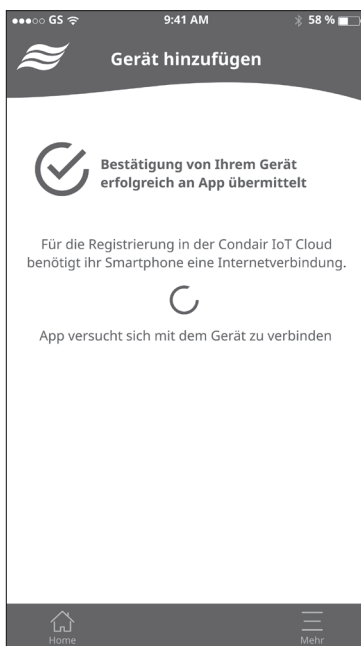 ●●●○○ GS 9:41 AM 58 %
Gerät hinzufügen
Bestätigung von Ihrem Gerät
erfolgreich an App übermittelt
Für die Registrierung in der Condair IoT Cloud
benötigt ihr Smartphone eine Internetverbindung.
App versucht sich mit dem Gerät zu verbinden
Home Mehr